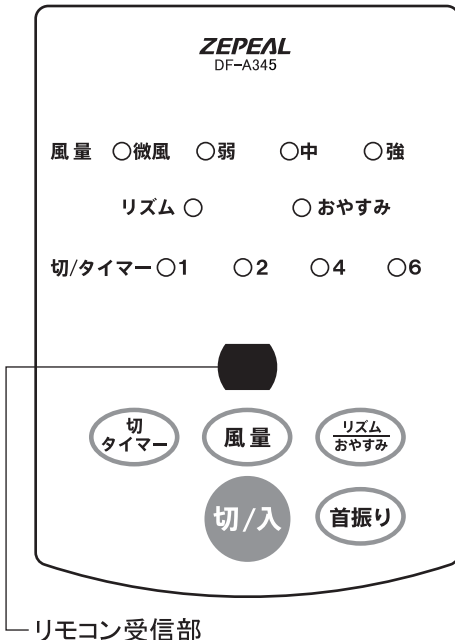 ZEPEAL
DF-A345
風量 ○微風 ○弱 ○中 ○強
リズム ○ ○ おやすみ
切/タイマー ○1 ○2 ○4 ○6
切
タイマー
風量
リズム
おやすみ
切/入
首振り
リモコン受信部